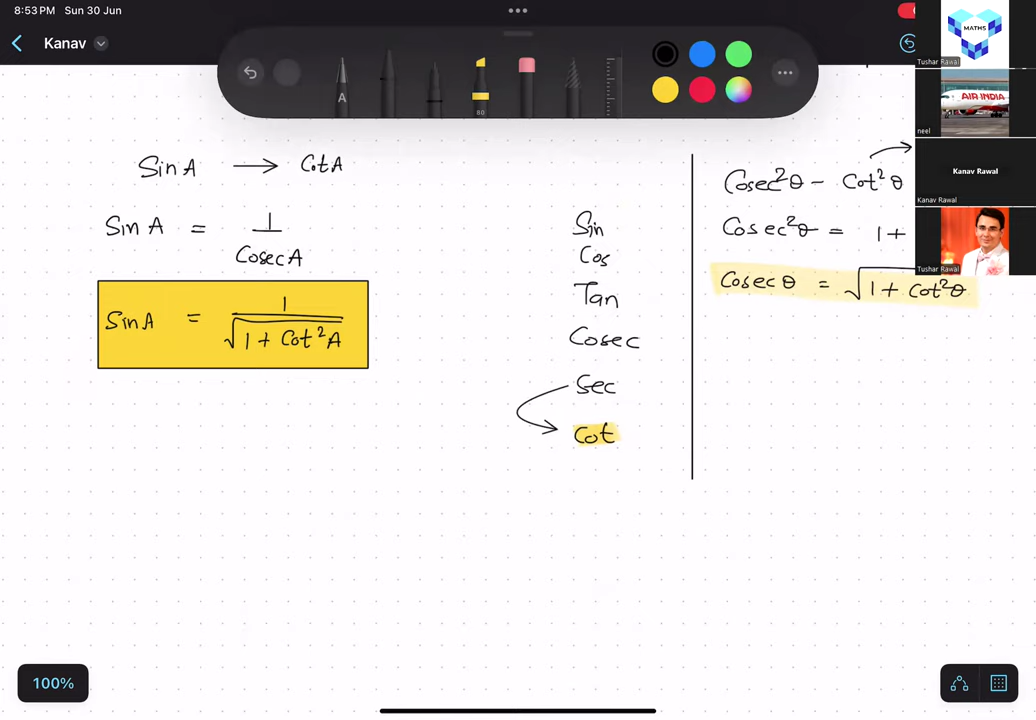 8:53 PM Sun 30 Jun
Kanav
A
80
MATHS
Tushar Rawal
AIR INDIA
neel
Kanav Rawal
Kanav Rawal
Tushar Rawal
Sin A → Cot A
Sin A = 1/Cosec A
Sin A = 1/√(1 + Cot²A)
Sin
Cos
Tan
Cosec
Sec
Cot
Cosec²θ − Cot²θ
Cosec²θ = 1 +
Cosec θ = √(1 + Cot²θ)
100%